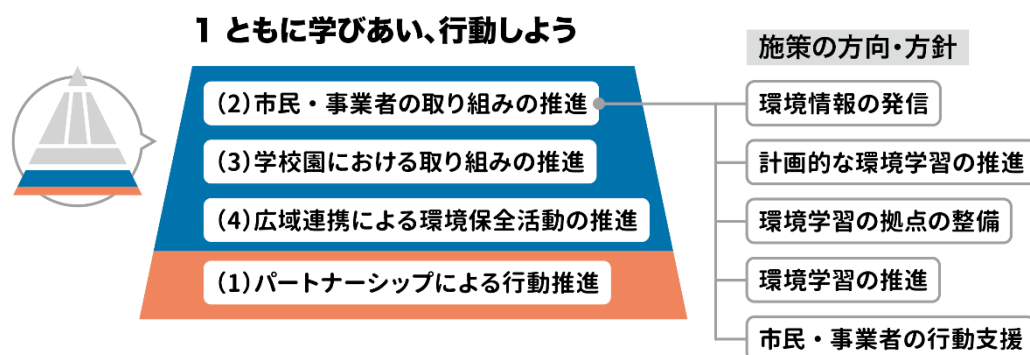 1 ともに学びあい、行動しよう
(2)市民・事業者の取り組みの推進
(3)学校園における取り組みの推進
(4)広域連携による環境保全活動の推進
(1)パートナーシップによる行動推進
施策の方向・方針
環境情報の発信
計画的な環境学習の推進
環境学習の拠点の整備
環境学習の推進
市民・事業者の行動支援